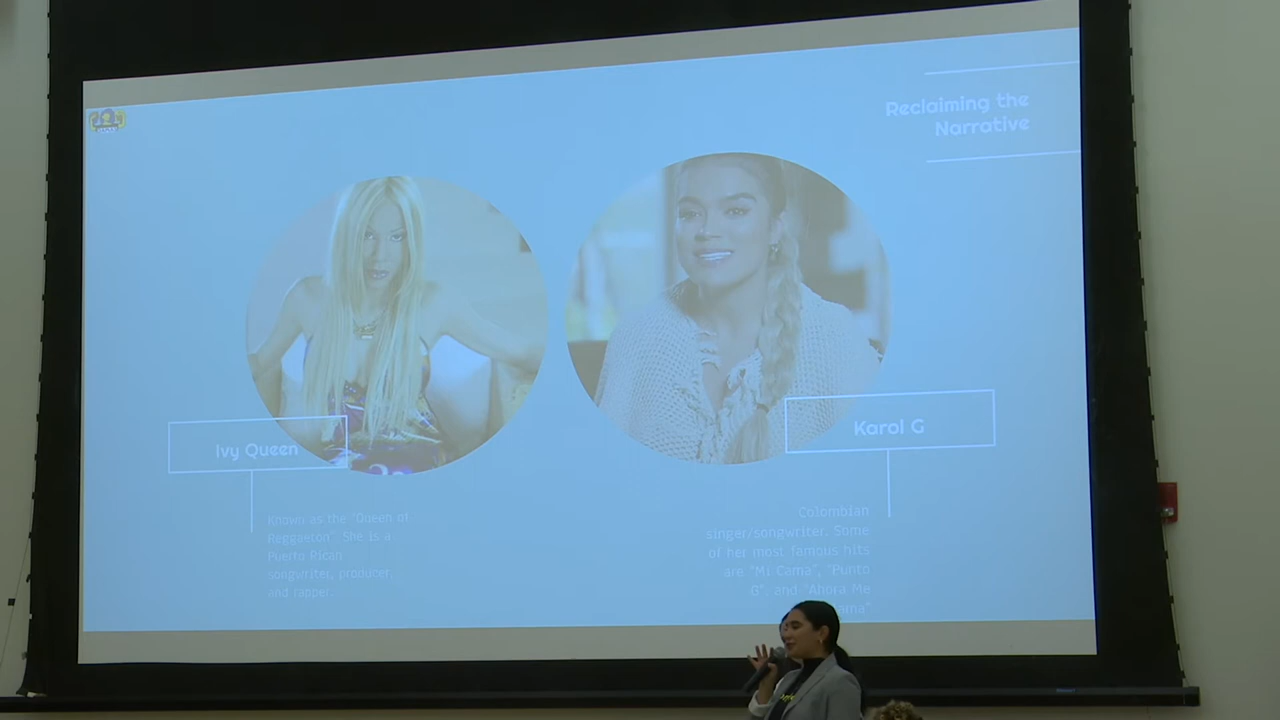 Reclaiming the
Narrative
Ivy Queen
Known as the "Queen of
Reggaeton". She is a
Puerto Rican
songwriter, producer,
and rapper.
Karol G
Colombian
singer/songwriter. Some
of her most famous hits
are "Mi Cama", "Punto
G", and "Ahora Me